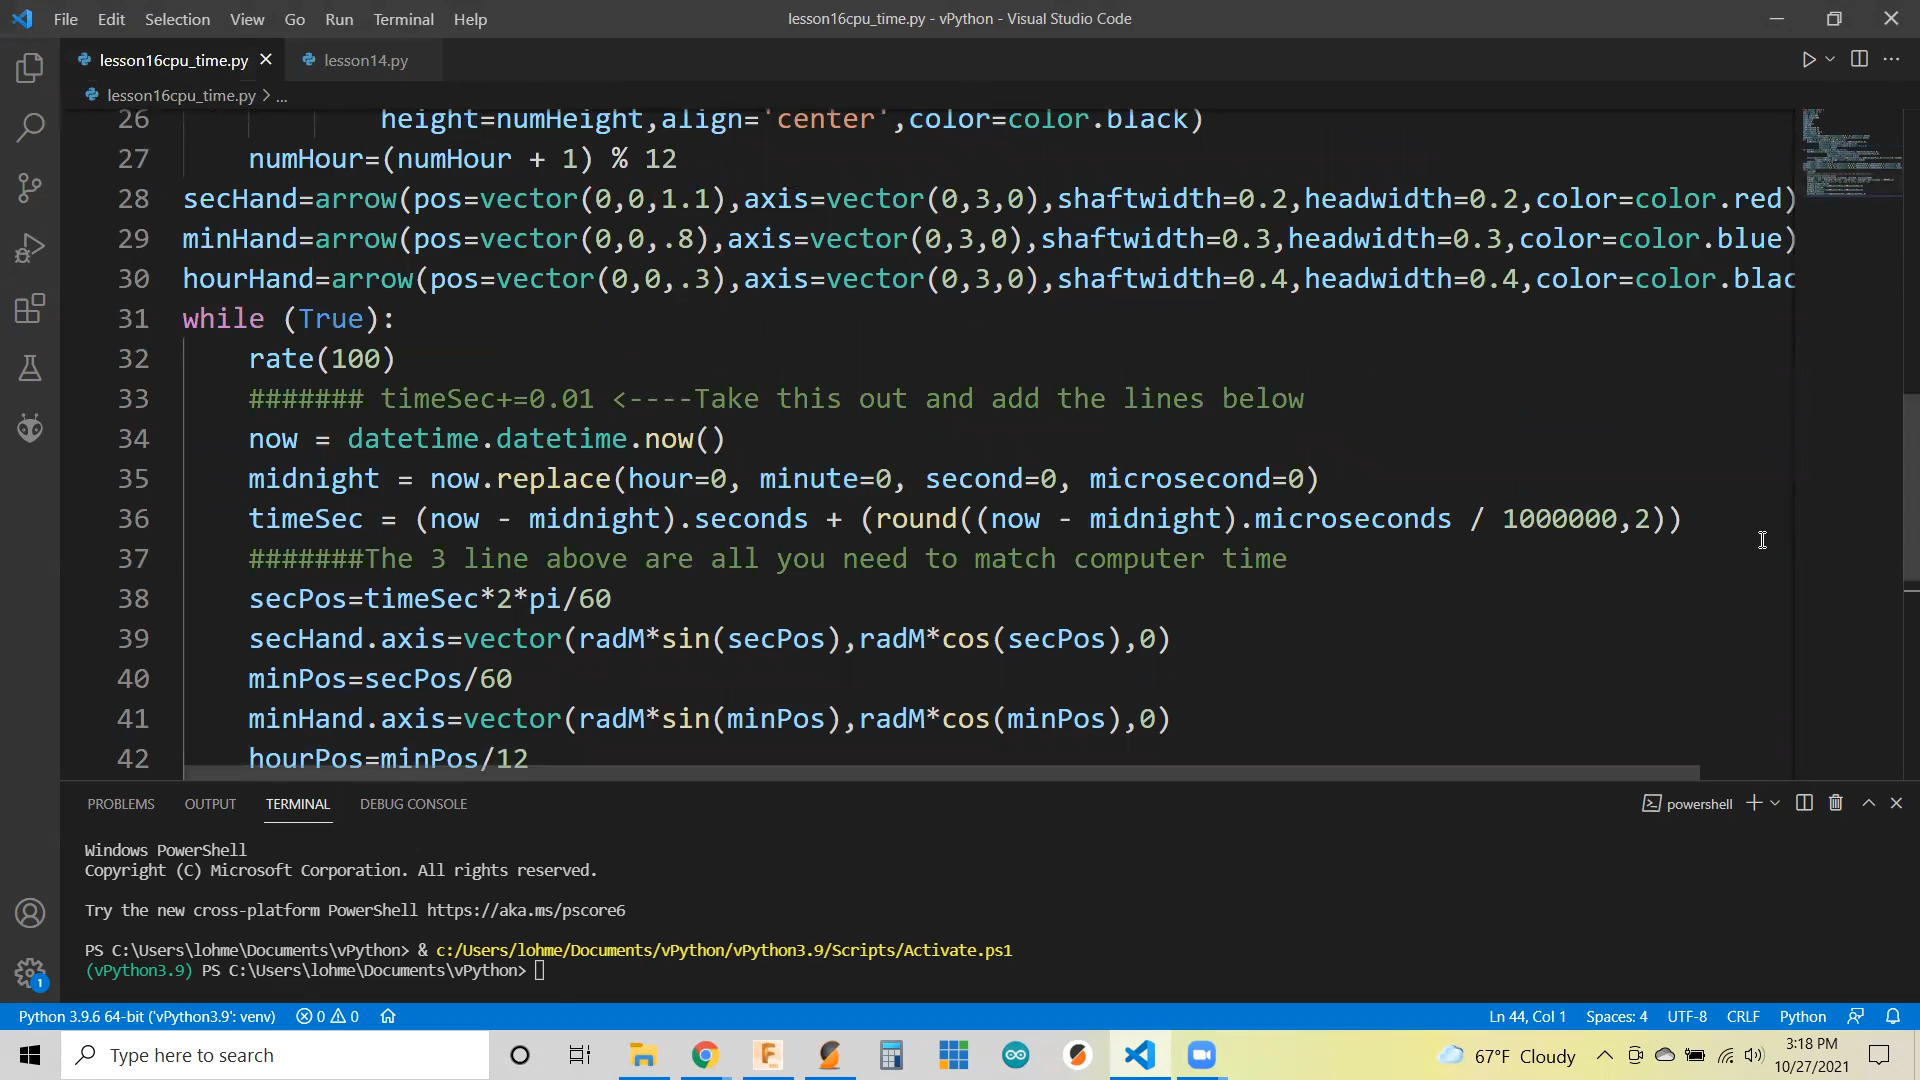 File Edit Selection View Go Run Terminal Help
lesson16cpu_time.py - vPython - Visual Studio Code
lesson16cpu_time.py
lesson14.py
lesson16cpu_time.py > ...
26 height=numHeight,align='center',color=color.black)
27 numHour=(numHour + 1) % 12
28 secHand=arrow(pos=vector(0,0,1.1),axis=vector(0,3,0),shaftwidth=0.2,headwidth=0.2,color=color.red)
29 minHand=arrow(pos=vector(0,0,.8),axis=vector(0,3,0),shaftwidth=0.3,headwidth=0.3,color=color.blue)
30 hourHand=arrow(pos=vector(0,0,.3),axis=vector(0,3,0),shaftwidth=0.4,headwidth=0.4,color=color.blac
31 while (True):
32 rate(100)
33 ####### timeSec+=0.01 <----Take this out and add the lines below
34 now = datetime.datetime.now()
35 midnight = now.replace(hour=0, minute=0, second=0, microsecond=0)
36 timeSec = (now - midnight).seconds + (round((now - midnight).microseconds / 1000000,2))
37 #######The 3 line above are all you need to match computer time
38 secPos=timeSec*2*pi/60
39 secHand.axis=vector(radM*sin(secPos),radM*cos(secPos),0)
40 minPos=secPos/60
41 minHand.axis=vector(radM*sin(minPos),radM*cos(minPos),0)
42 hourPos=minPos/12
PROBLEMS OUTPUT TERMINAL DEBUG CONSOLE
powershell
Windows PowerShell
Copyright (C) Microsoft Corporation. All rights reserved.
Try the new cross-platform PowerShell https://aka.ms/pscore6
PS C:\Users\lohme\Documents\vPython> & c:/Users/lohme/Documents/vPython/vPython3.9/Scripts/Activate.ps1
(vPython3.9) PS C:\Users\lohme\Documents\vPython>
1
Python 3.9.6 64-bit ('vPython3.9': venv) 0 0
Ln 44, Col 1 Spaces: 4 UTF-8 CRLF Python
Type here to search
67°F Cloudy
3:18 PM
10/27/2021